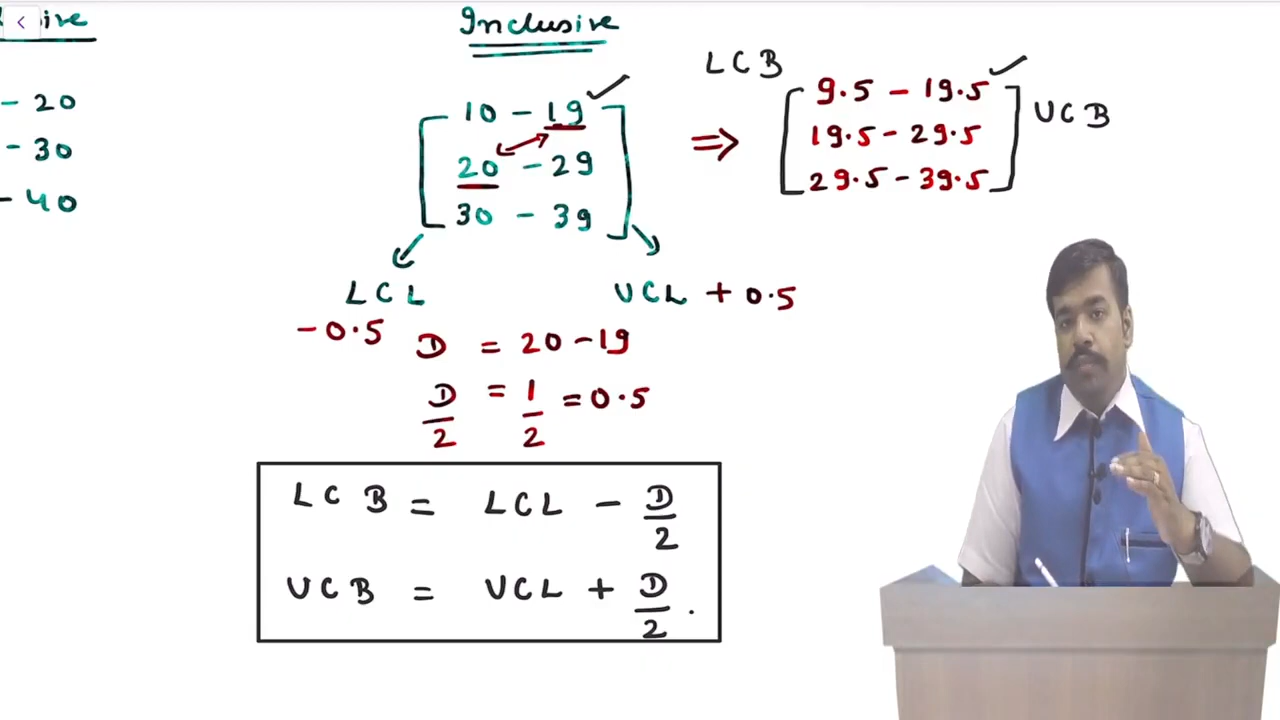 sive
- 20
- 30
- 40
Inclusive
10 - 19
20 - 29
30 - 39
LCL
- 0.5
UCL + 0.5
⇒
LCB
9.5 - 19.5
19.5 - 29.5
29.5 - 39.5
UCB
D = 20 - 19
D/2 = 1/2 = 0.5
LCB = LCL - D/2
UCB = UCL + D/2.